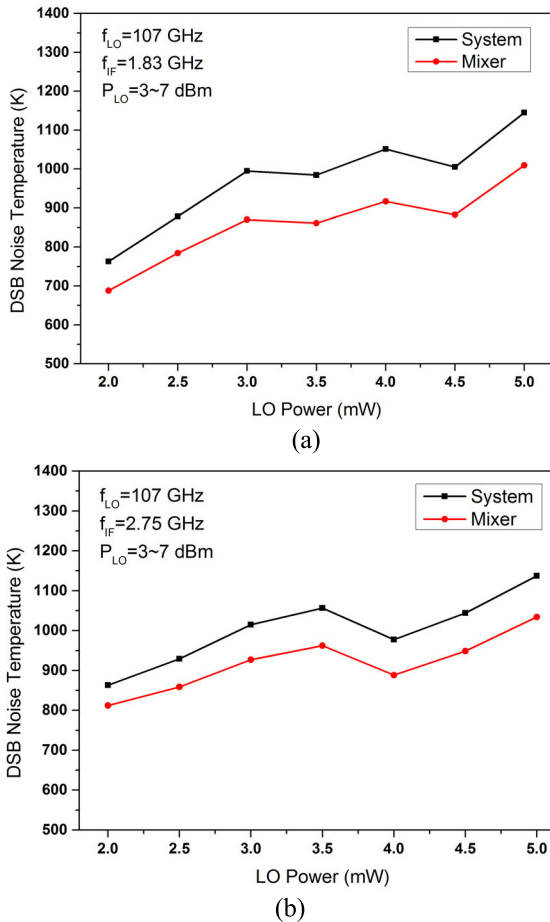 1400
1300
1200
1100
1000
900
800
700
600
500
DSB Noise Temperature (K)
f_LO=107 GHz
f_IF=1.83 GHz
P_LO=3~7 dBm
System
Mixer
2.0 2.5 3.0 3.5 4.0 4.5 5.0
LO Power (mW)
(a)
1400
1300
1200
1100
1000
900
800
700
600
500
DSB Noise Temperature (K)
f_LO=107 GHz
f_IF=2.75 GHz
P_LO=3~7 dBm
System
Mixer
2.0 2.5 3.0 3.5 4.0 4.5 5.0
LO Power (mW)
(b)